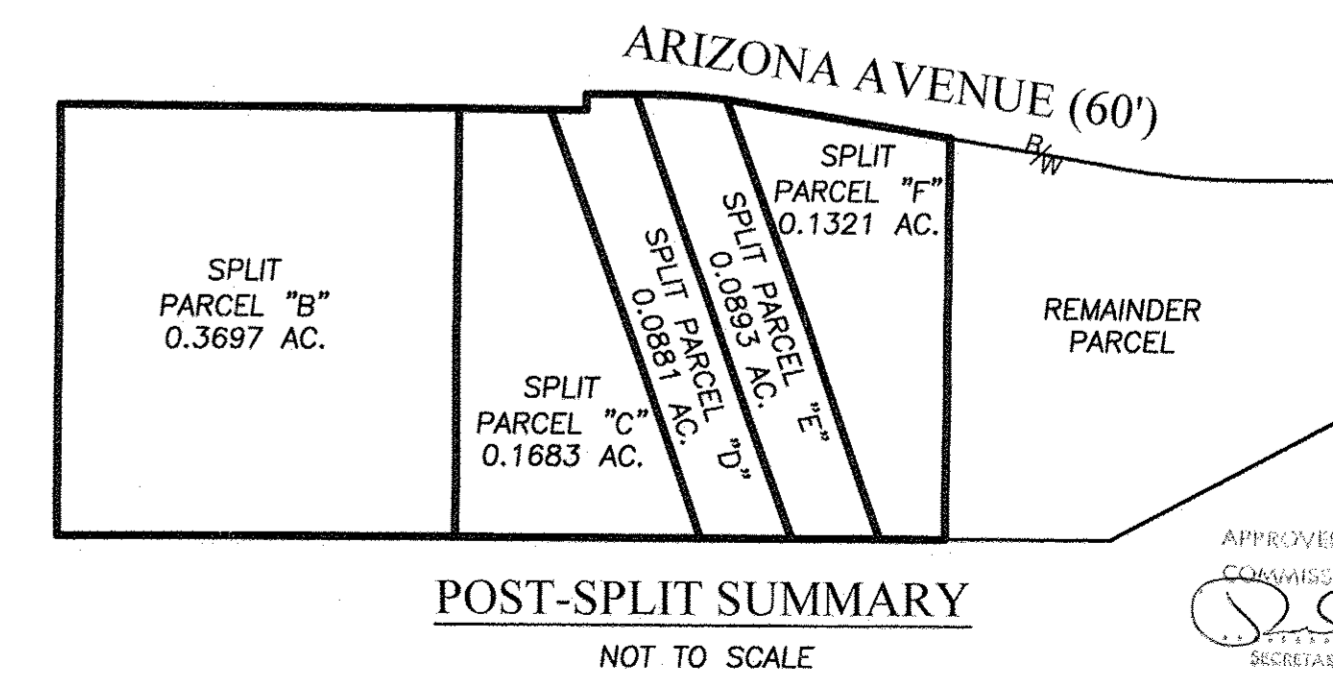 ARIZONA AVENUE (60')
R/W
SPLIT
PARCEL "B"
0.3697 AC.
SPLIT
PARCEL "C"
0.1683 AC.
SPLIT PARCEL "D"
0.0881 AC.
SPLIT PARCEL "E"
0.0893 AC.
SPLIT
PARCEL "F"
0.1321 AC.
REMAINDER
PARCEL
POST-SPLIT SUMMARY
NOT TO SCALE